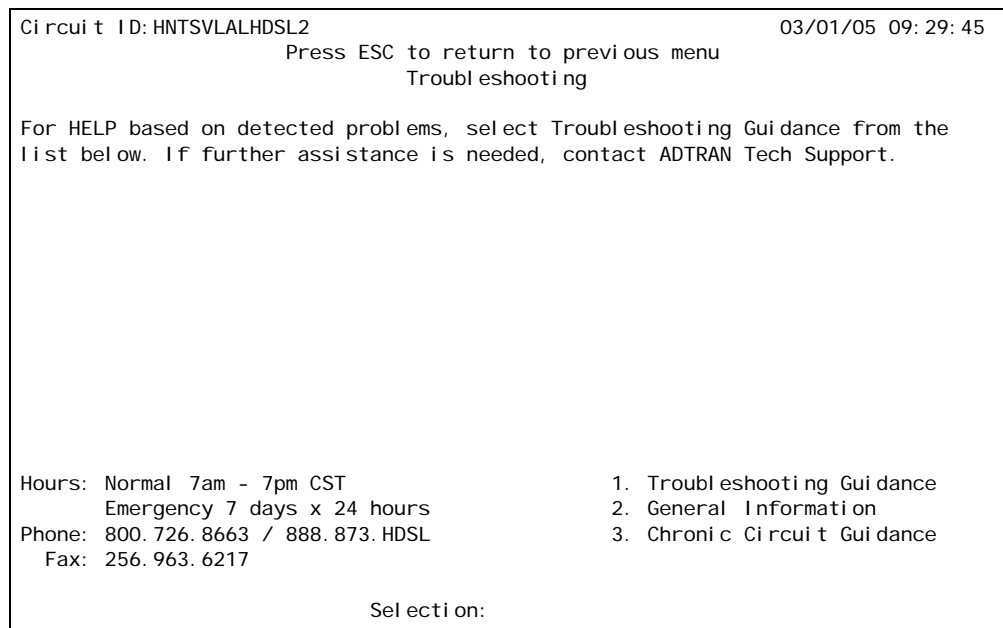 Circuit ID:HNTSVLALHDSL2 03/01/05 09:29:45
Press ESC to return to previous menu
Troubleshooting
For HELP based on detected problems, select Troubleshooting Guidance from the
list below. If further assistance is needed, contact ADTRAN Tech Support.
Hours: Normal 7am - 7pm CST 1. Troubleshooting Guidance
Emergency 7 days x 24 hours 2. General Information
Phone: 800.726.8663 / 888.873.HDSL 3. Chronic Circuit Guidance
Fax: 256.963.6217
Selection: